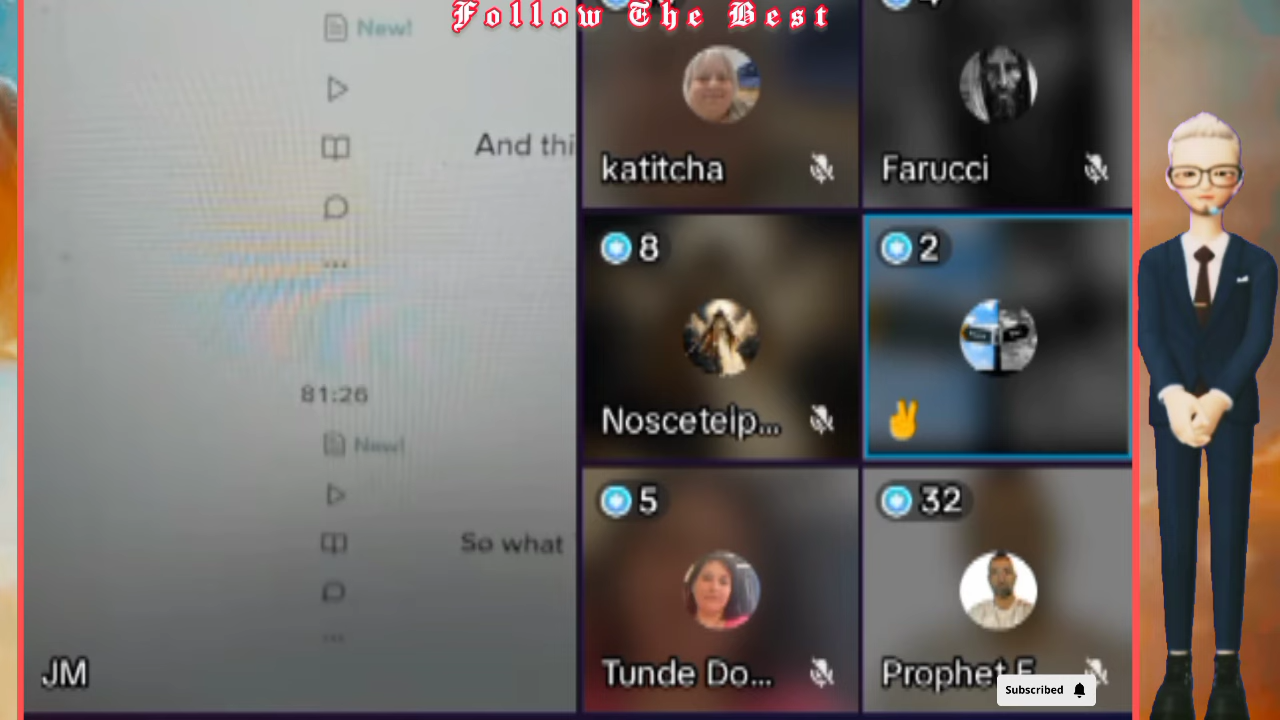 Follow The Best
New!
And thi
81:26
New!
So what
JM
katitcha
Farucci
8
Nosceteip...
2
5
Tunde Do...
32
Prophet
Subscribed